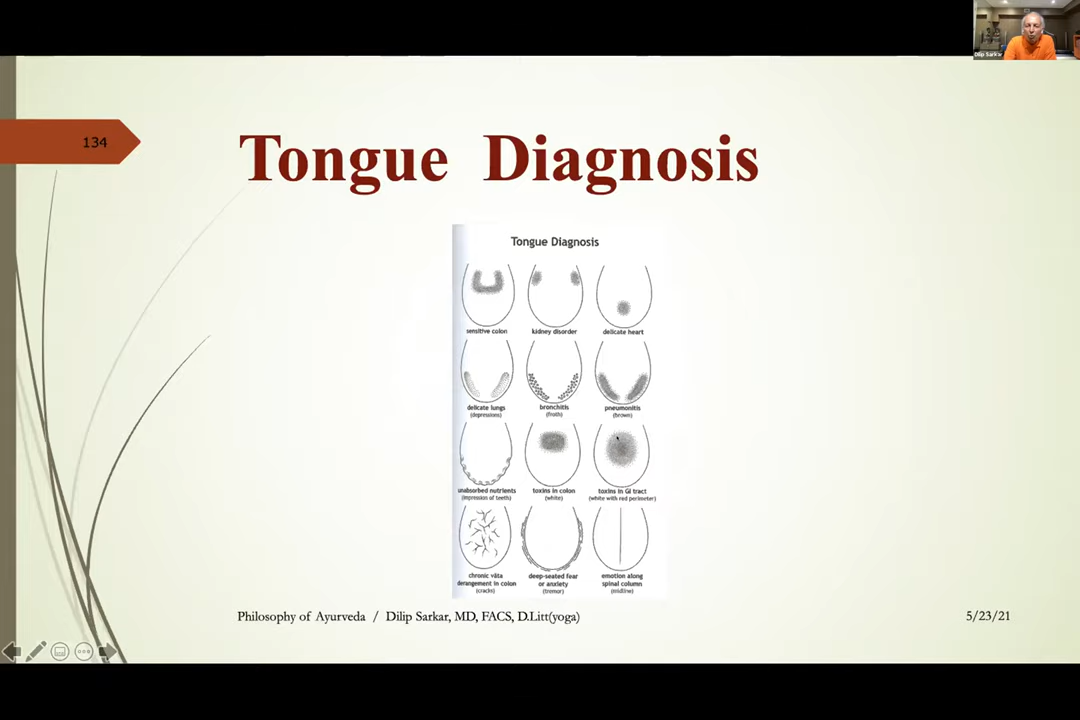 Dilip Sarkar
134
Tongue Diagnosis
Tongue Diagnosis
sensitive colon
kidney disorder
delicate heart
delicate lungs
(depressions)
bronchitis
(froth)
pneumonitis
(brown)
unabsorbed nutrients
(impression of teeth)
toxins in colon
(white)
toxins in GI tract
(white with red perimeter)
chronic vāta
derangement in colon
(cracks)
deep-seated fear
or anxiety
(tremor)
emotion along
spinal column
(midline)
Philosophy of Ayurveda / Dilip Sarkar, MD, FACS, D.Litt(yoga)
5/23/21